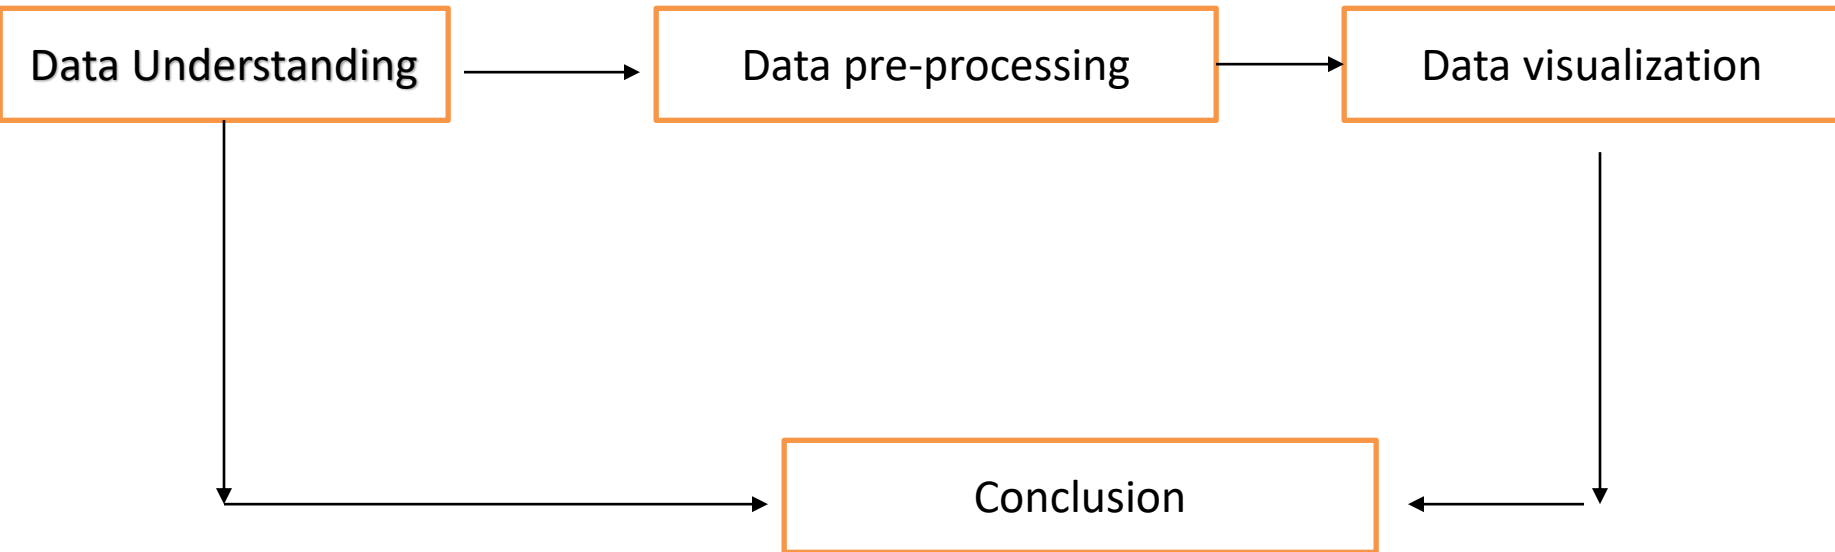 Data Understanding
Data pre-processing
Data visualization
Conclusion